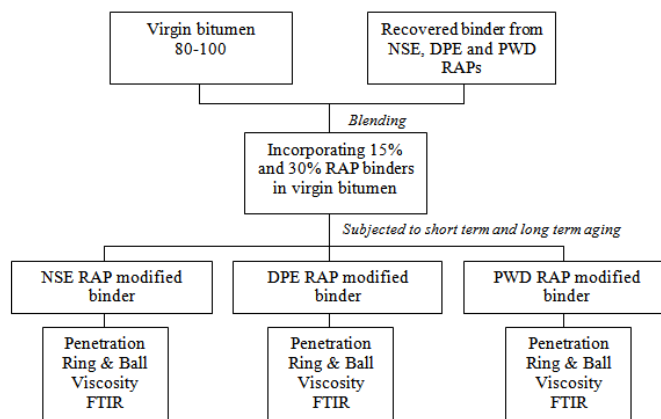 Virgin bitumen
80-100
Recovered binder from
NSE, DPE and PWD
RAPs
Blending
Incorporating 15%
and 30% RAP binders
in virgin bitumen
Subjected to short term and long term aging
NSE RAP modified
binder
DPE RAP modified
binder
PWD RAP modified
binder
Penetration
Ring & Ball
Viscosity
FTIR
Penetration
Ring & Ball
Viscosity
FTIR
Penetration
Ring & Ball
Viscosity
FTIR